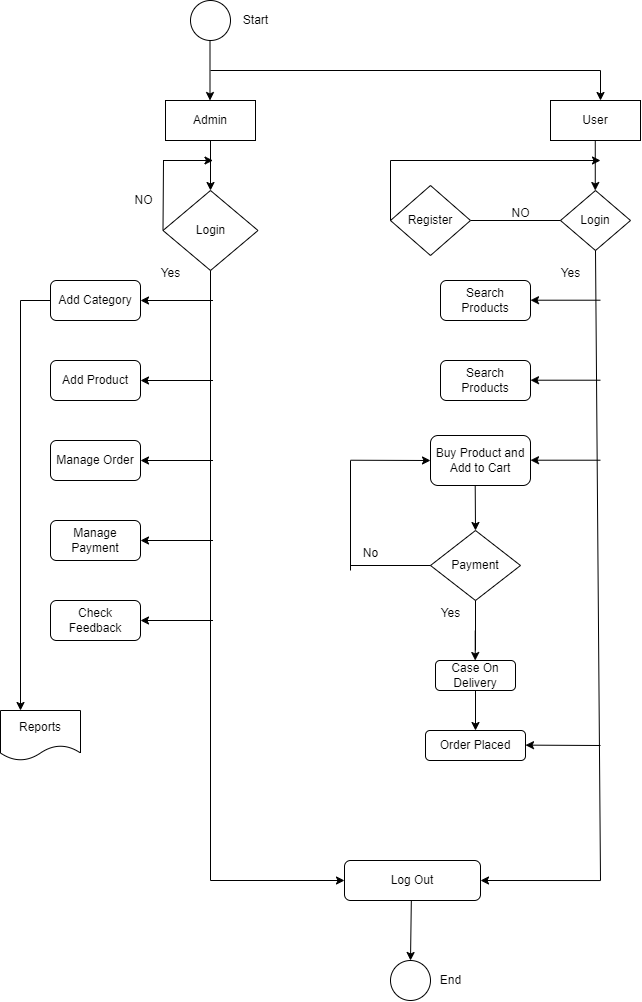 Start
Admin
User
NO
Login
Register
NO
Login
Yes
Yes
Add Category
Search
Products
Add Product
Search
Products
Manage Order
Buy Product and
Add to Cart
Manage
Payment
No
Payment
Check
Feedback
Yes
Case On
Delivery
Reports
Order Placed
Log Out
End